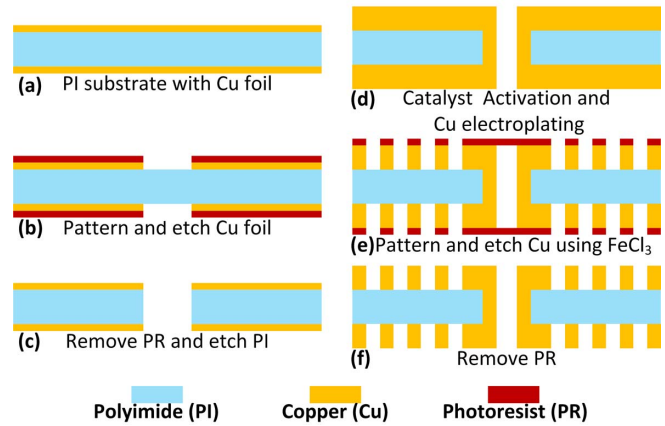 (a) PI substrate with Cu foil
(b) Pattern and etch Cu foil
(c) Remove PR and etch PI
(d) Catalyst Activation and
Cu electroplating
(e) Pattern and etch Cu using FeCl₃
(f) Remove PR
Polyimide (PI) Copper (Cu) Photoresist (PR)